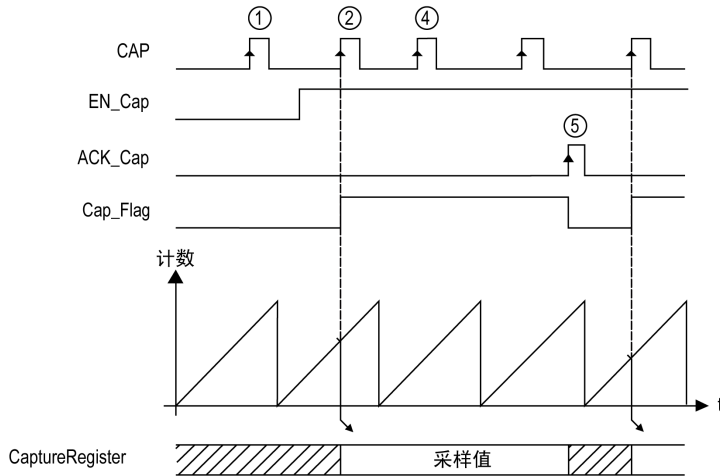 ① ② ④
CAP
EN_Cap
⑤
ACK_Cap
Cap_Flag
计数
t
CaptureRegister
采样值